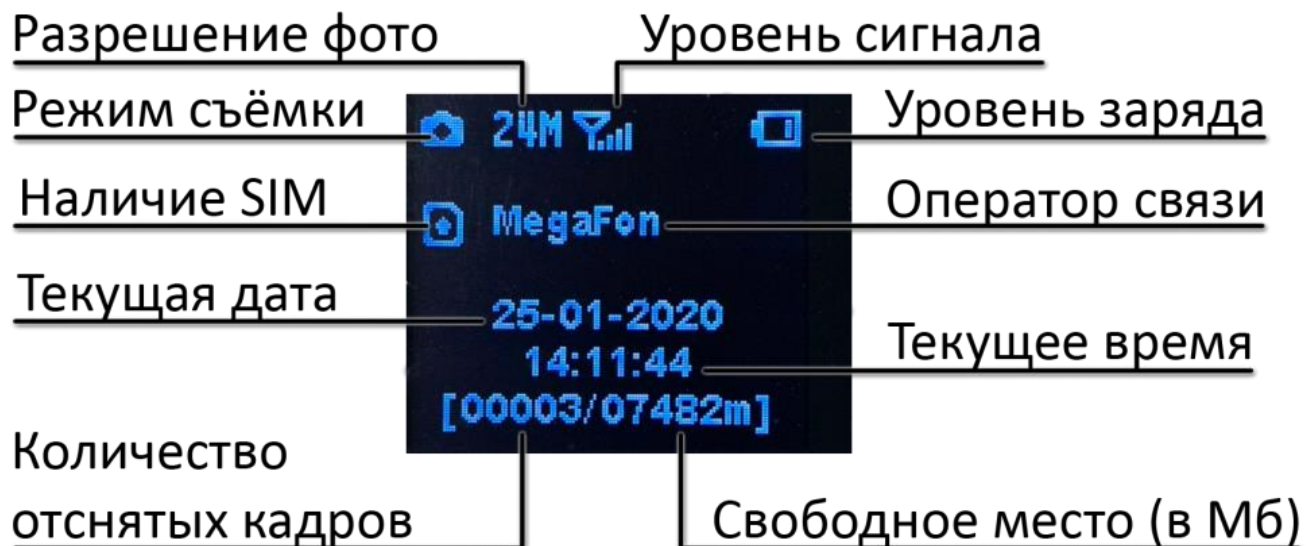 Разрешение фото
Уровень сигнала
Режим съёмки
24M
Уровень заряда
Наличие SIM
MegaFon
Оператор связи
Текущая дата
25-01-2020
14:11:44
Текущее время
[00003/07482m]
Количество
отснятых кадров
Свободное место (в Мб)